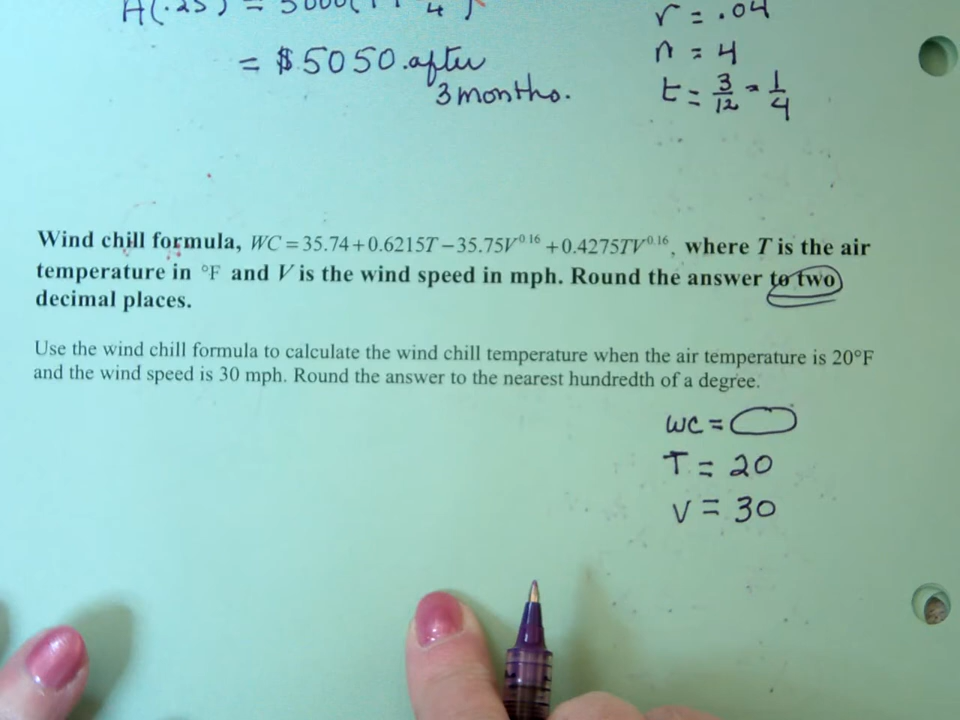 A(.25) = 5000(1+ 4 )
r = .04
= $5050.after
n = 4
3 months.
t = 3/12 = 1/4
Wind chill formula, WC = 35.74+0.6215T−35.75V^0.16 +0.4275TV^0.16, where T is the air
temperature in °F and V is the wind speed in mph. Round the answer to two
decimal places.
Use the wind chill formula to calculate the wind chill temperature when the air temperature is 20°F
and the wind speed is 30 mph. Round the answer to the nearest hundredth of a degree.
WC =
T = 20
V = 30